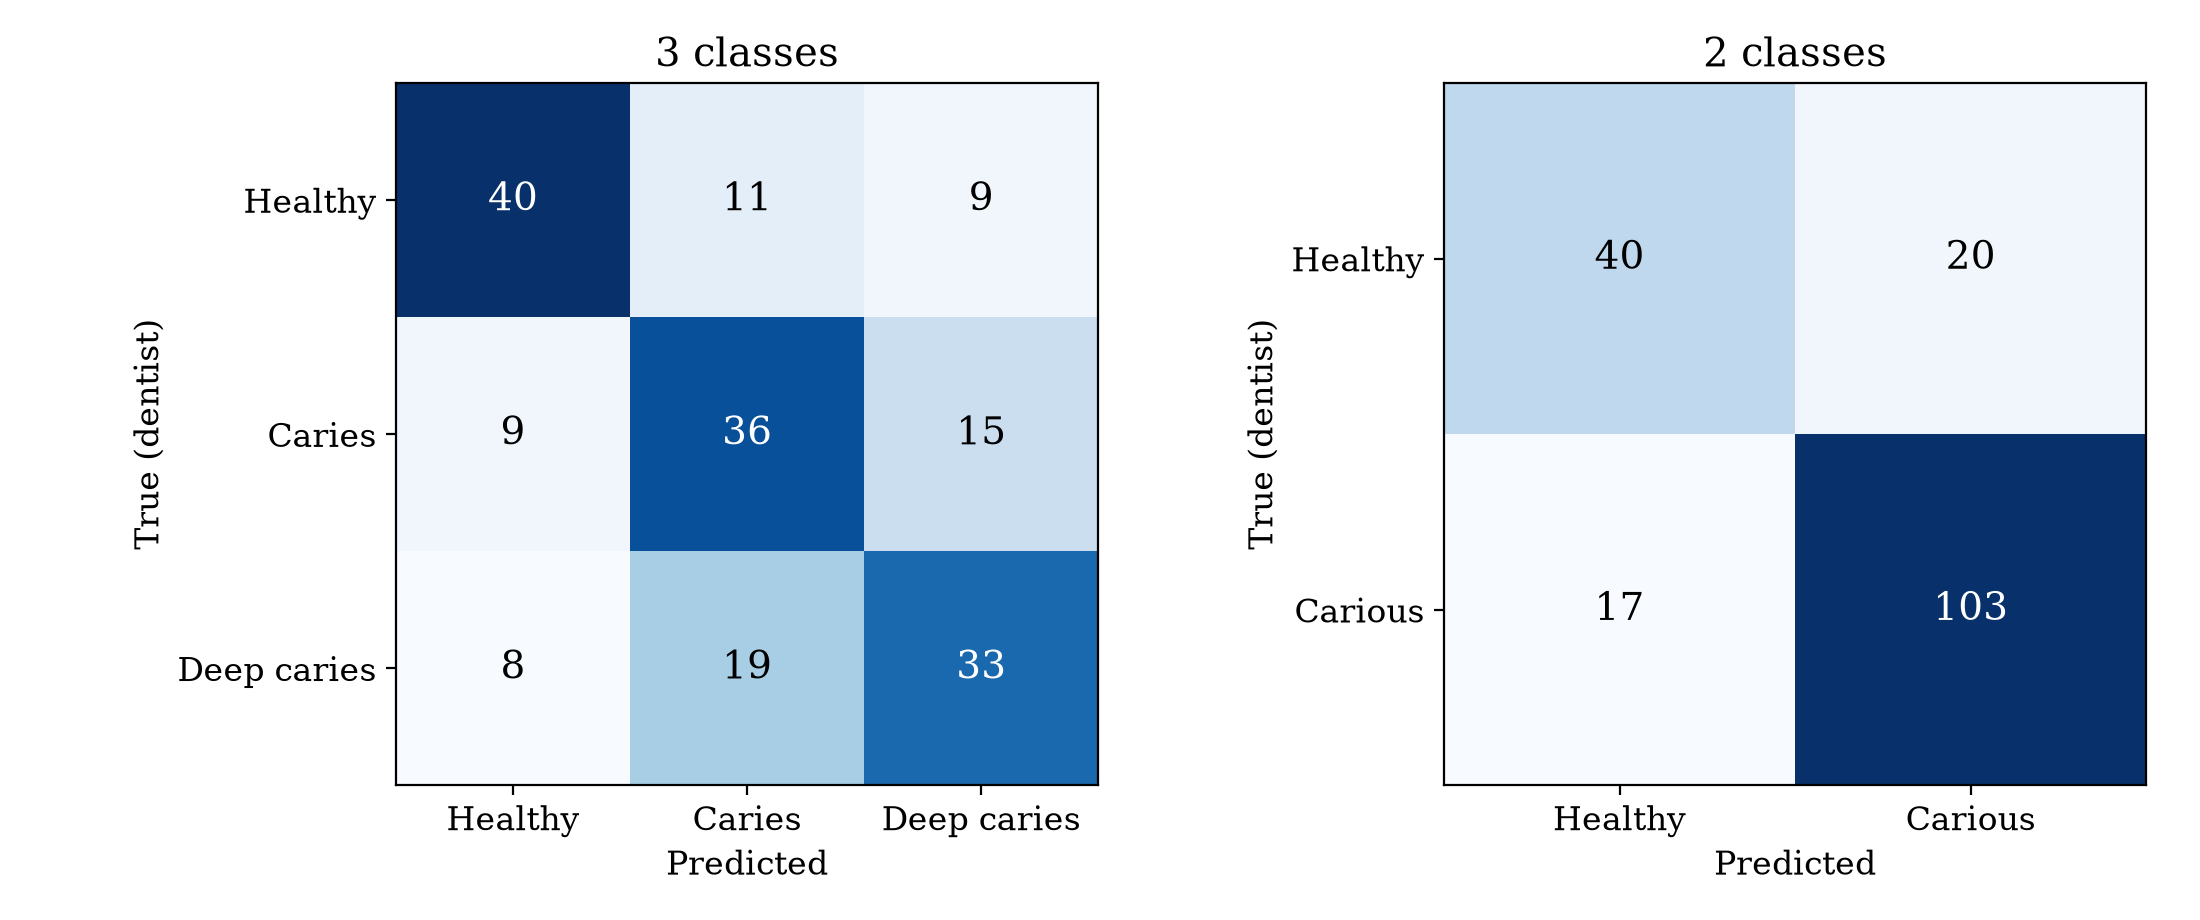 3 classes
True (dentist)
Healthy 40 11 9
Caries 9 36 15
Deep caries 8 19 33
Healthy Caries Deep caries
Predicted
2 classes
True (dentist)
Healthy 40 20
Carious 17 103
Healthy Carious
Predicted